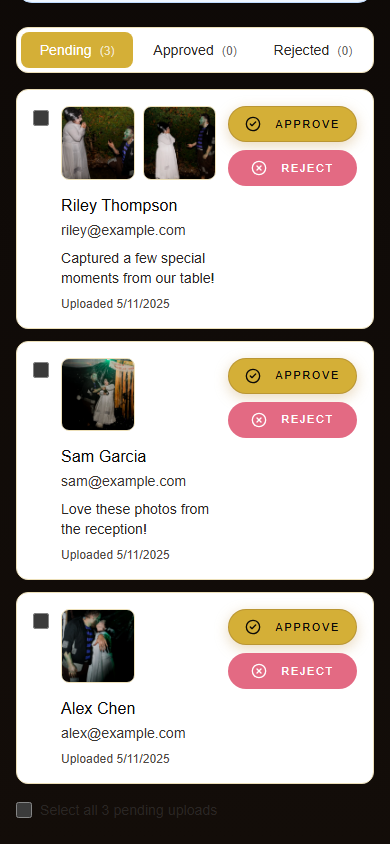 Pending (3) Approved (0) Rejected (0)
APPROVE
REJECT
Riley Thompson
riley@example.com
Captured a few special
moments from our table!
Uploaded 5/11/2025
APPROVE
REJECT
Sam Garcia
sam@example.com
Love these photos from
the reception!
Uploaded 5/11/2025
APPROVE
REJECT
Alex Chen
alex@example.com
Uploaded 5/11/2025
Select all 3 pending uploads